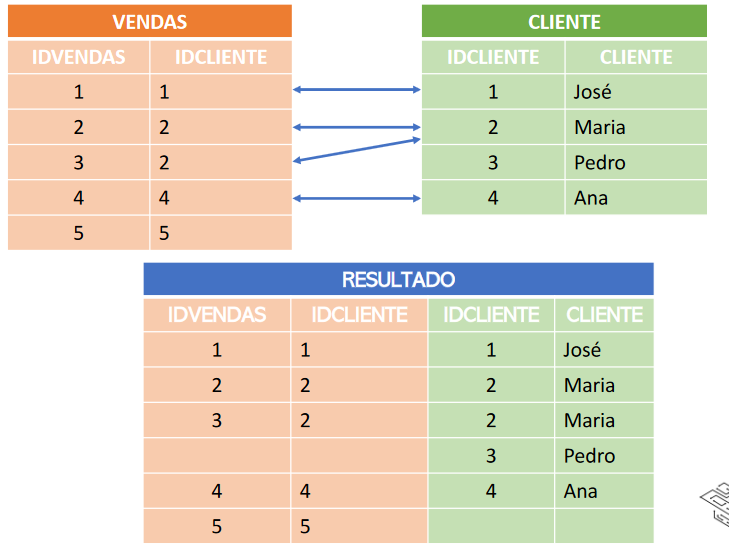 VENDAS
IDVENDAS IDCLIENTE
1 1
2 2
3 2
4 4
5 5
CLIENTE
IDCLIENTE CLIENTE
1 José
2 Maria
3 Pedro
4 Ana
RESULTADO
IDVENDAS IDCLIENTE IDCLIENTE CLIENTE
1 1 1 José
2 2 2 Maria
3 2 2 Maria
3 Pedro
4 4 4 Ana
5 5